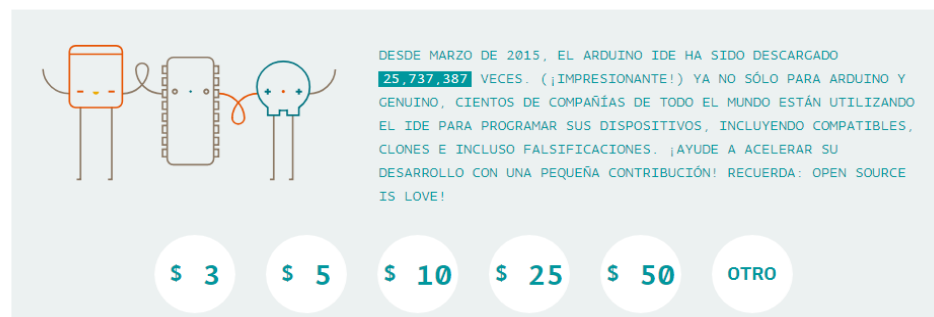 DESDE MARZO DE 2015, EL ARDUINO IDE HA SIDO DESCARGADO
25,737,387 VECES. (¡IMPRESIONANTE!) YA NO SÓLO PARA ARDUINO Y
GENUINO, CIENTOS DE COMPAÑÍAS DE TODO EL MUNDO ESTÁN UTILIZANDO
EL IDE PARA PROGRAMAR SUS DISPOSITIVOS, INCLUYENDO COMPATIBLES,
CLONES E INCLUSO FALSIFICACIONES. ¡AYUDE A ACELERAR SU
DESARROLLO CON UNA PEQUEÑA CONTRIBUCIÓN! RECUERDA: OPEN SOURCE
IS LOVE!
$ 3 $ 5 $ 10 $ 25 $ 50 OTRO